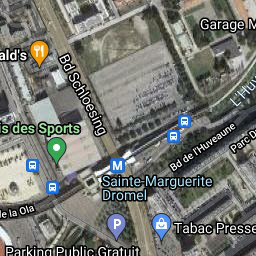 Garage M
ald's
Bd Schloesing
L'Hu
is des Sports
Bd de l'Huveaune
Parc D
M
Sainte-Marguerite
Dromel
de la Ola
P
Tabac Presse
Parking Public Gratuit